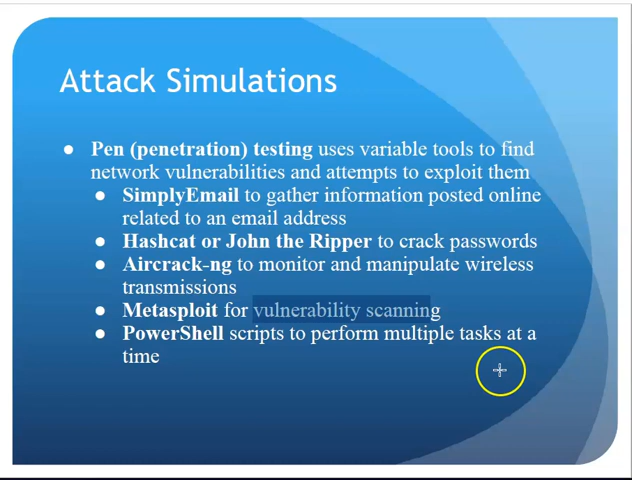 Attack Simulations
● Pen (penetration) testing uses variable tools to find
network vulnerabilities and attempts to exploit them
● SimplyEmail to gather information posted online
related to an email address
● Hashcat or John the Ripper to crack passwords
● Aircrack-ng to monitor and manipulate wireless
transmissions
● Metasploit for vulnerability scanning
● PowerShell scripts to perform multiple tasks at a
time